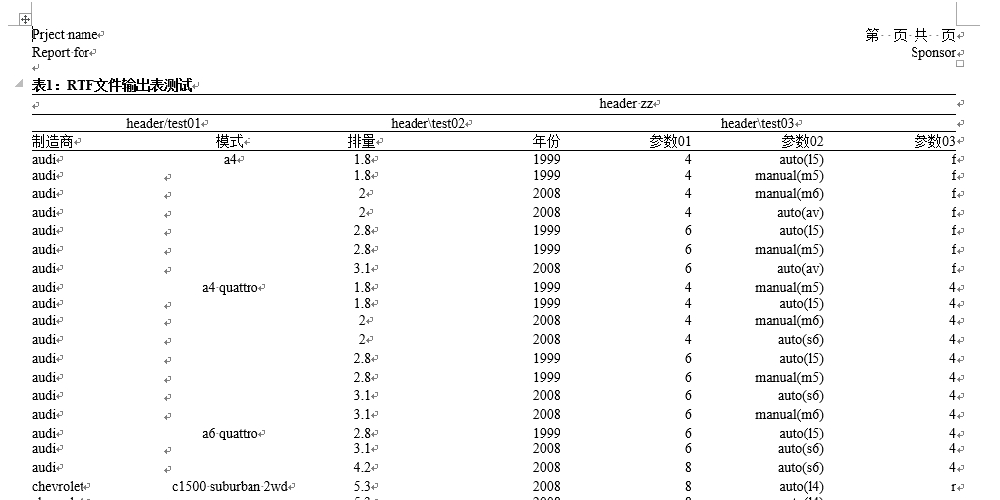 Prject name 第 页 共 页
Report for Sponsor
表1：RTF文件输出表测试
header zz
header/test01 header\test02 header\test03
制造商 模式 排量 年份 参数01 参数02 参数03
audi a4 1.8 1999 4 auto(l5) f
audi 1.8 1999 4 manual(m5) f
audi 2 2008 4 manual(m6) f
audi 2 2008 4 auto(av) f
audi 2.8 1999 6 auto(l5) f
audi 2.8 1999 6 manual(m5) f
audi 3.1 2008 6 auto(av) f
audi a4 quattro 1.8 1999 4 manual(m5) 4
audi 1.8 1999 4 auto(l5) 4
audi 2 2008 4 manual(m6) 4
audi 2 2008 4 auto(s6) 4
audi 2.8 1999 6 auto(l5) 4
audi 2.8 1999 6 manual(m5) 4
audi 3.1 2008 6 auto(s6) 4
audi 3.1 2008 6 manual(m6) 4
audi a6 quattro 2.8 1999 6 auto(l5) 4
audi 3.1 2008 6 auto(s6) 4
audi 4.2 2008 8 auto(s6) 4
chevrolet c1500 suburban 2wd 5.3 2008 8 auto(l4) r